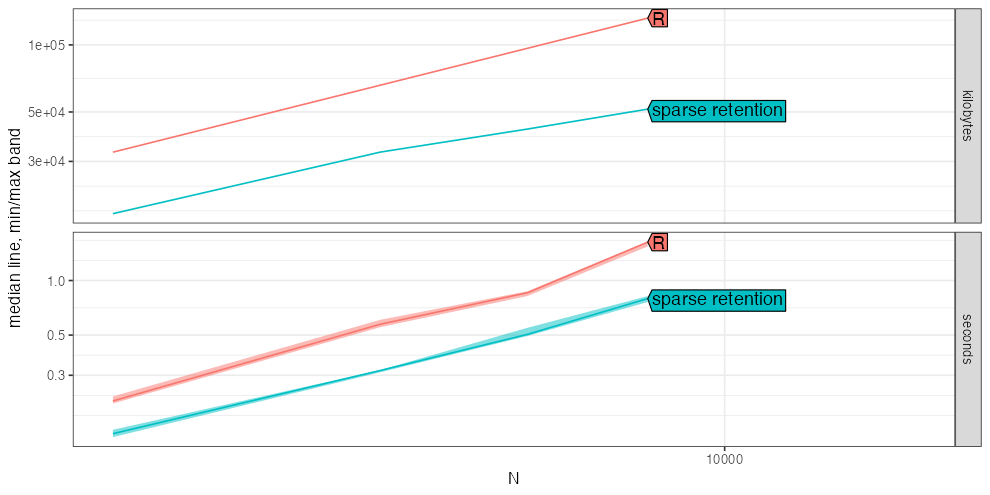 median line, min/max band
1e+05
5e+04
3e+04
R
sparse retention
kilobytes
1.0
0.5
0.3
R
sparse retention
seconds
10000
N